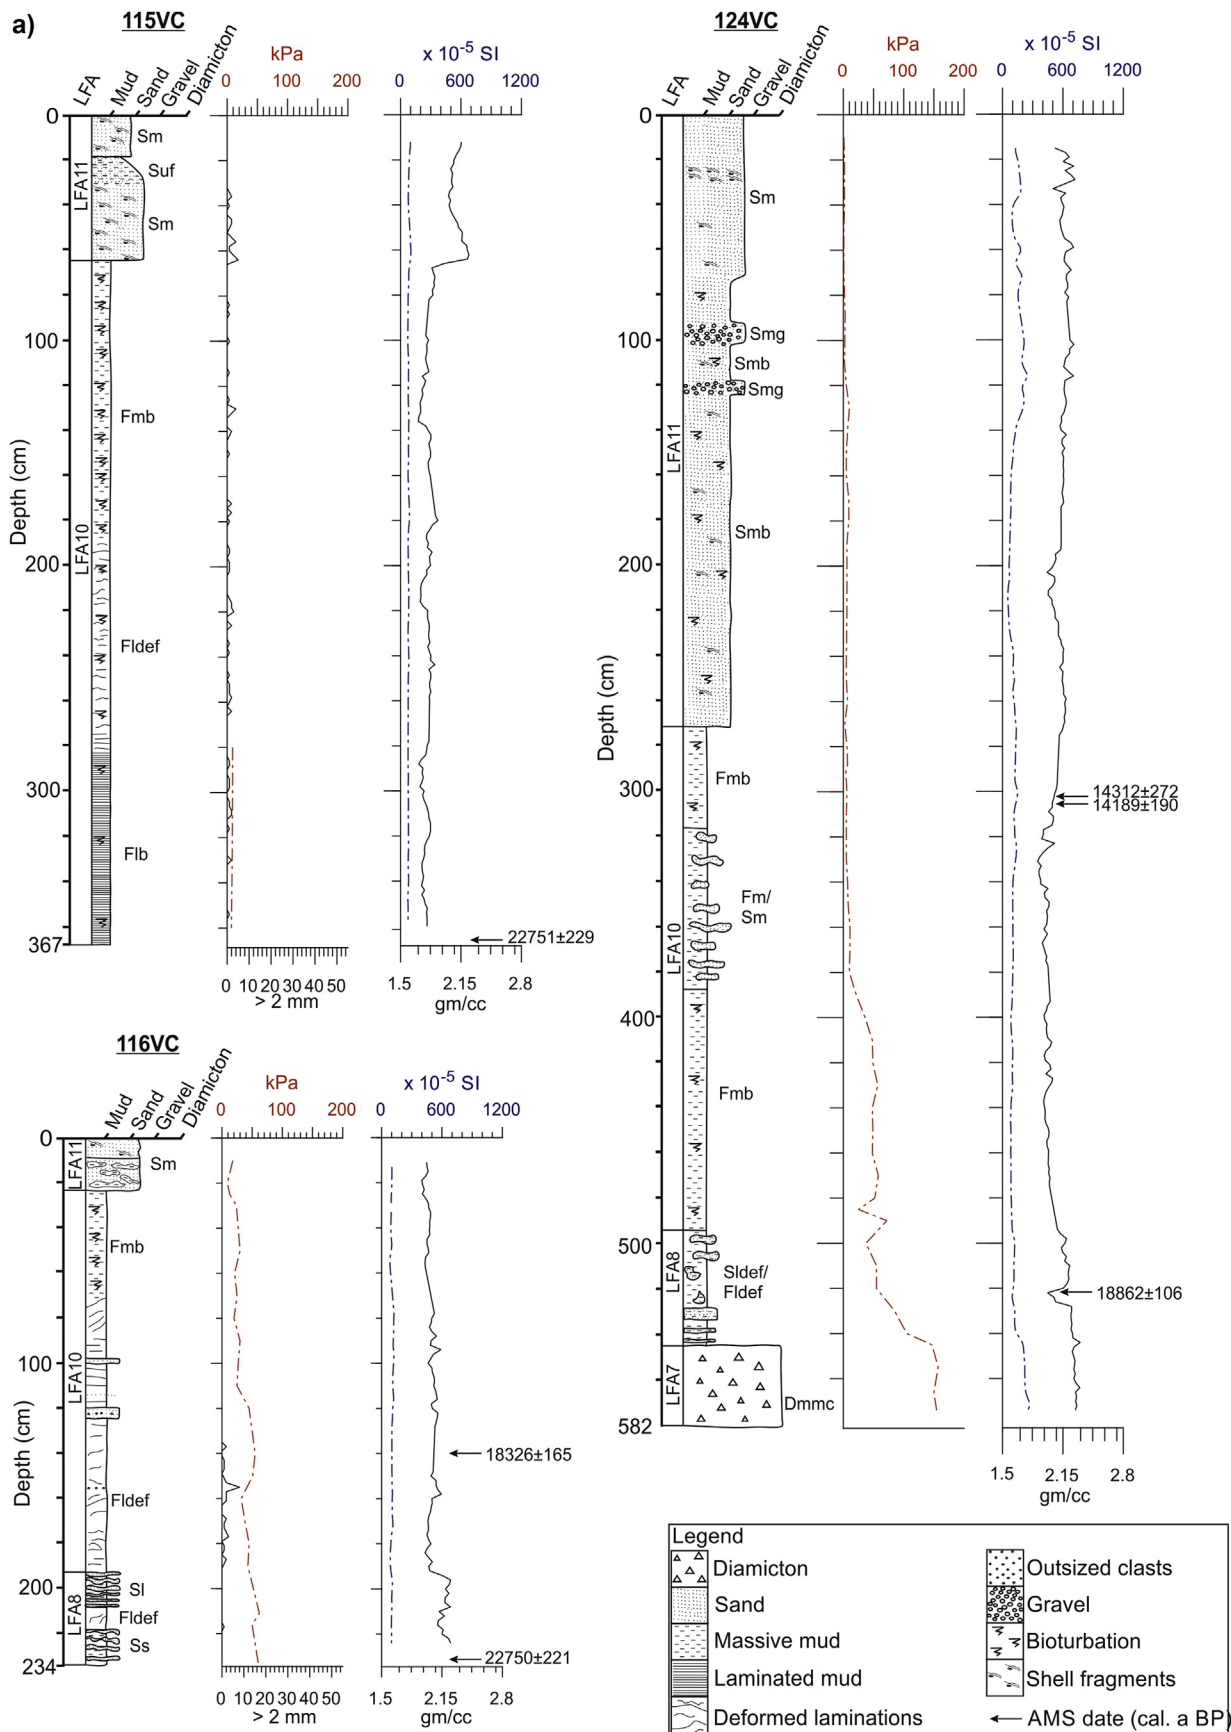 a)
115VC
LFA
Mud
Sand
Gravel
Diamicton
kPa
0 100 200
x 10-5 SI
0 600 1200
0
100
200
300
367
Depth (cm)
LFA11
LFA10
Sm
Suf
Sm
Fmb
Fldef
Flb
0 10 20 30 40 50
> 2 mm
22751±229
1.5 2.15 2.8
gm/cc
116VC
Mud
Sand
Gravel
Diamicton
kPa
0 100 200
x 10-5 SI
0 600 1200
0
100
200
234
Depth (cm)
LFA11
LFA10
LFA8
Sm
Fmb
Fldef
Sl
Fldef
Ss
18326±165
22750±221
0 10 20 30 40 50
> 2 mm
1.5 2.15 2.8
gm/cc
124VC
LFA
Mud
Sand
Gravel
Diamicton
kPa
0 100 200
x 10-5 SI
0 600 1200
0
100
200
300
400
500
582
Depth (cm)
LFA11
LFA10
LFA8
LFA7
Sm
Smg
Smb
Smg
Smb
Fmb
Fm/
Sm
Fmb
Sldef/
Fldef
Dmmc
14312±272
14189±190
18862±106
1.5 2.15 2.8
gm/cc
Legend
Diamicton
Sand
Massive mud
Laminated mud
Deformed laminations
Outsized clasts
Gravel
Bioturbation
Shell fragments
AMS date (cal. a BP)